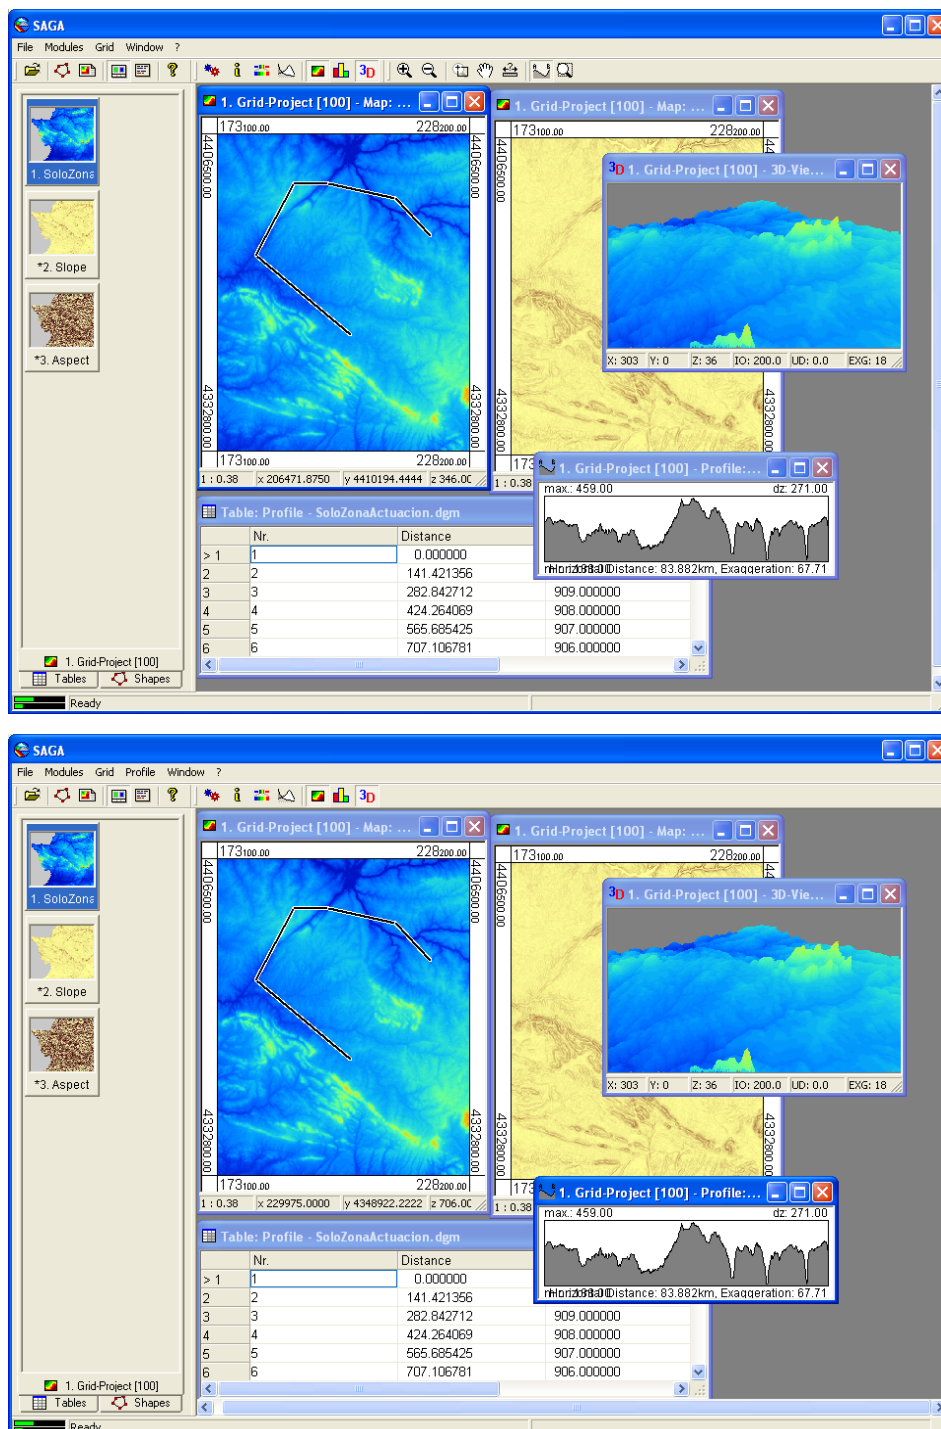 SAGA
File Modules Grid Window ?
1. SoloZona
*2. Slope
*3. Aspect
1. Grid-Project [100]
Tables Shapes
Ready
1. Grid-Project [100] - Map: ...
173100.00 228200.00
4406500.00 4406500.00
4332800.00 4332800.00
173100.00 228200.00
1 : 0.38 x 206471.8750 y 4410194.4444 z 346.00
1. Grid-Project [100] - Map: ...
173100.00 228200.00
1 : 0.38
3D 1. Grid-Project [100] - 3D-Vie...
X: 303 Y: 0 Z: 36 IO: 200.0 UD: 0.0 EXG: 18
1. Grid-Project [100] - Profile:...
max.: 459.00 dz: 271.00
Horizontal Distance: 83.882km, Exaggeration: 67.71
Table: Profile - SoloZonaActuacion.dgm
Nr. Distance
> 1 1 0.000000
2 2 141.421356
3 3 282.842712 909.000000
4 4 424.264069 908.000000
5 5 565.685425 907.000000
6 6 707.106781 906.000000
SAGA
File Modules Grid Profile Window ?
1. SoloZona
*2. Slope
*3. Aspect
1. Grid-Project [100]
Tables Shapes
Ready
1. Grid-Project [100] - Map: ...
173100.00 228200.00
4406500.00 4406500.00
4332800.00 4332800.00
173100.00 228200.00
1 : 0.38 x 229975.0000 y 4348922.2222 z 706.00
1. Grid-Project [100] - Map: ...
173100.00 228200.00
1 : 0.38
3D 1. Grid-Project [100] - 3D-Vie...
X: 303 Y: 0 Z: 36 IO: 200.0 UD: 0.0 EXG: 18
1. Grid-Project [100] - Profile:...
max.: 459.00 dz: 271.00
Horizontal Distance: 83.882km, Exaggeration: 67.71
Table: Profile - SoloZonaActuacion.dgm
Nr. Distance
> 1 1 0.000000
2 2 141.421356
3 3 282.842712 909.000000
4 4 424.264069 908.000000
5 5 565.685425 907.000000
6 6 707.106781 906.000000